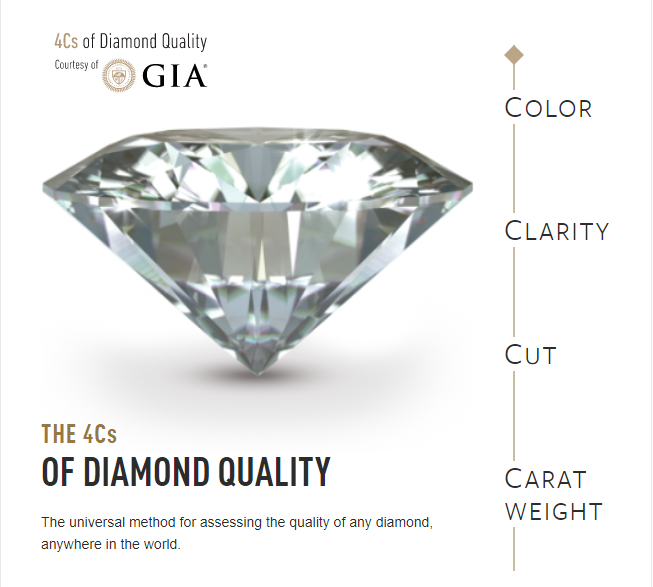 4Cs of Diamond Quality
Courtesy of GIA®
COLOR
CLARITY
CUT
CARAT
WEIGHT
THE 4Cs
OF DIAMOND QUALITY
The universal method for assessing the quality of any diamond,
anywhere in the world.